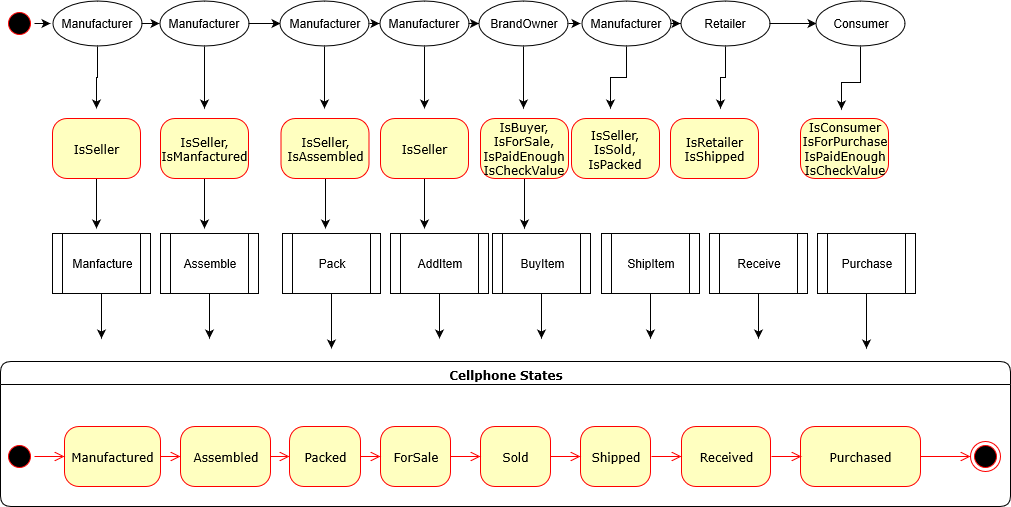 Manufacturer
Manufacturer
Manufacturer
Manufacturer
BrandOwner
Manufacturer
Retailer
Consumer
IsSeller
IsSeller,
IsManfactured
IsSeller,
IsAssembled
IsSeller
IsBuyer,
IsForSale,
IsPaidEnough
IsCheckValue
IsSeller,
IsSold,
IsPacked
IsRetailer
IsShipped
IsConsumer
IsForPurchase
IsPaidEnough
IsCheckValue
Manfacture
Assemble
Pack
AddItem
BuyItem
ShipItem
Receive
Purchase
Cellphone States
Manufactured
Assembled
Packed
ForSale
Sold
Shipped
Received
Purchased